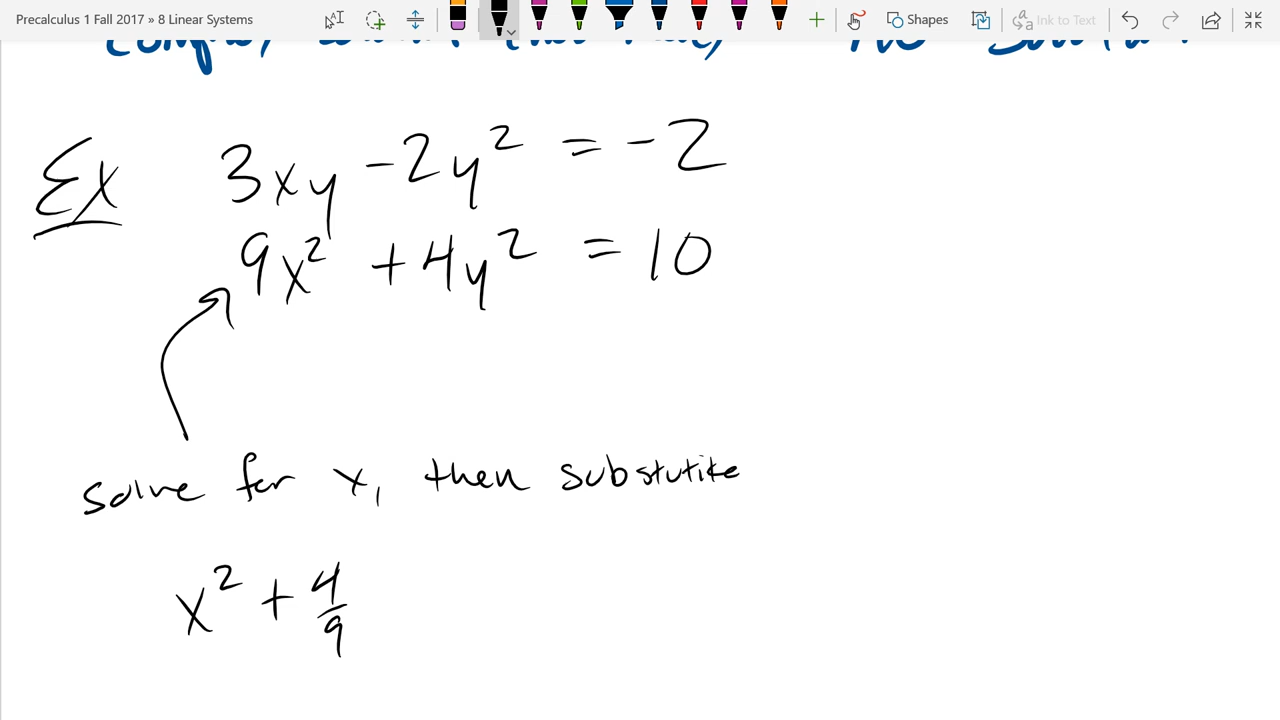 Precalculus 1 Fall 2017 » 8 Linear Systems
Shapes
Ink to Text
Ex 3xy -2y² = -2
9x² +4y² = 10
solve for x, then substutite
x² + 4/9